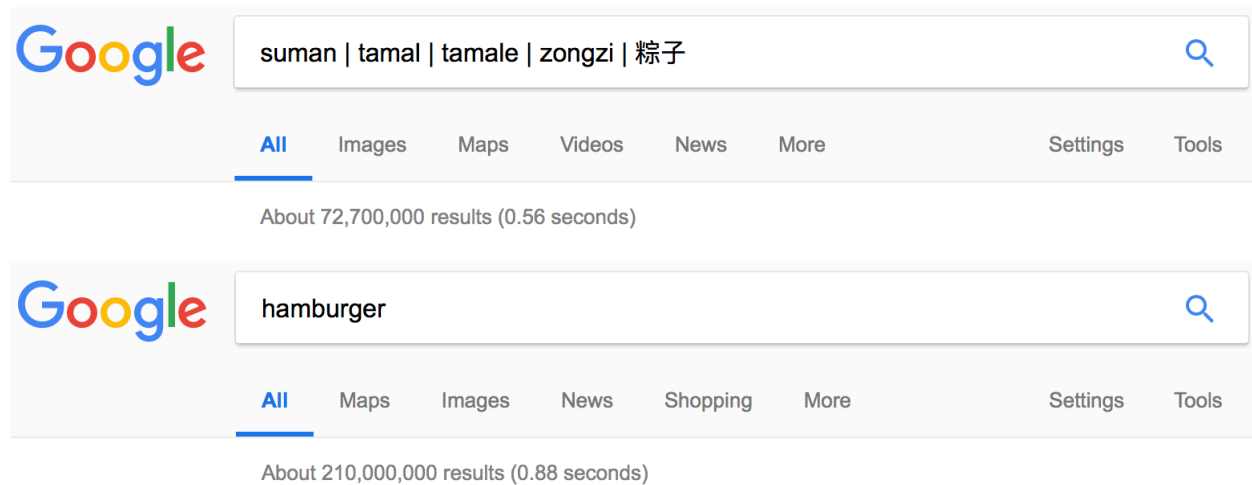 Google suman | tamal | tamale | zongzi | 粽子
All Images Maps Videos News More Settings Tools
About 72,700,000 results (0.56 seconds)
Google hamburger
All Maps Images News Shopping More Settings Tools
About 210,000,000 results (0.88 seconds)